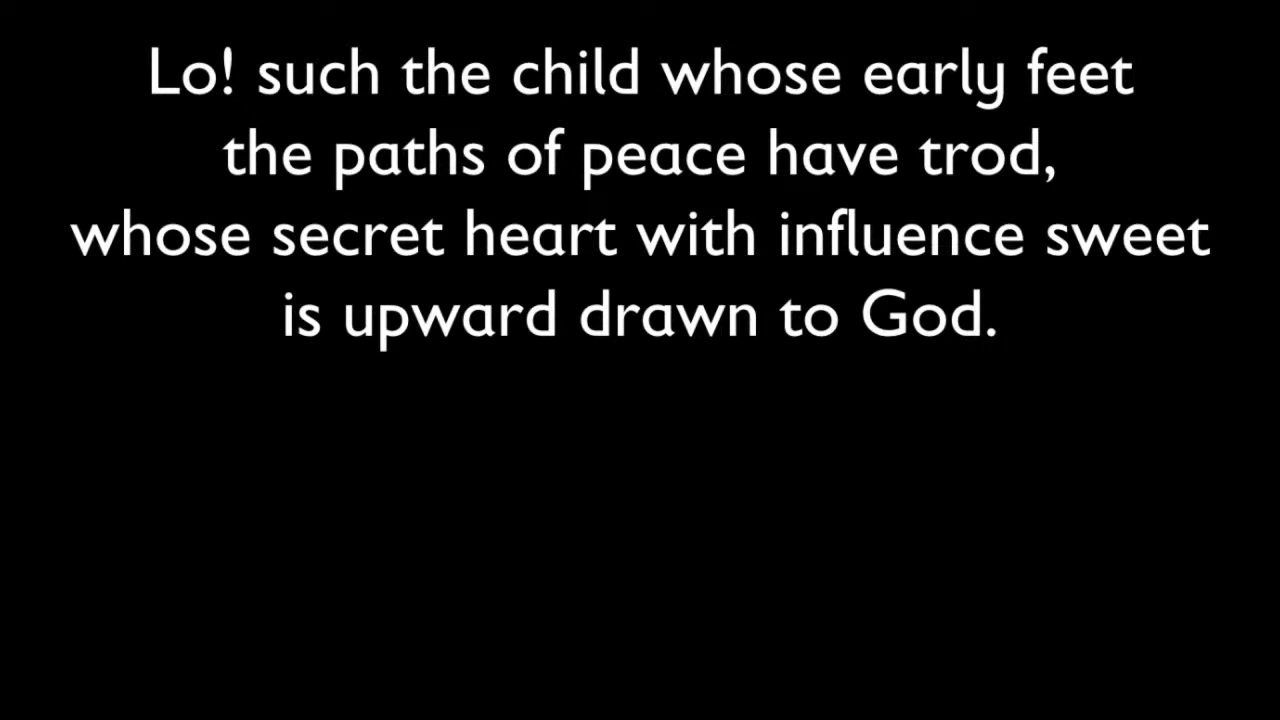 Lo! such the child whose early feet
the paths of peace have trod,
whose secret heart with influence sweet
is upward drawn to God.